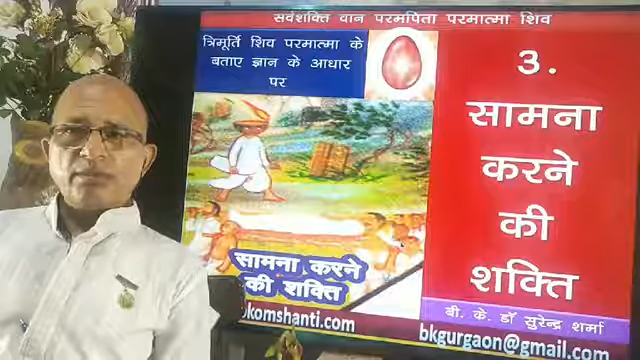 सर्वशक्ति वान परमपिता परमात्मा शिव
त्रिमूर्ति शिव परमात्मा के
बताए ज्ञान के आधार
पर
3.
सामना
करने
की
शक्ति
सामना करने
की शक्ति
बी. के. डॉ सुरेन्द्र शर्मा
bkomshanti.com
bkgurgaon@gmail.com